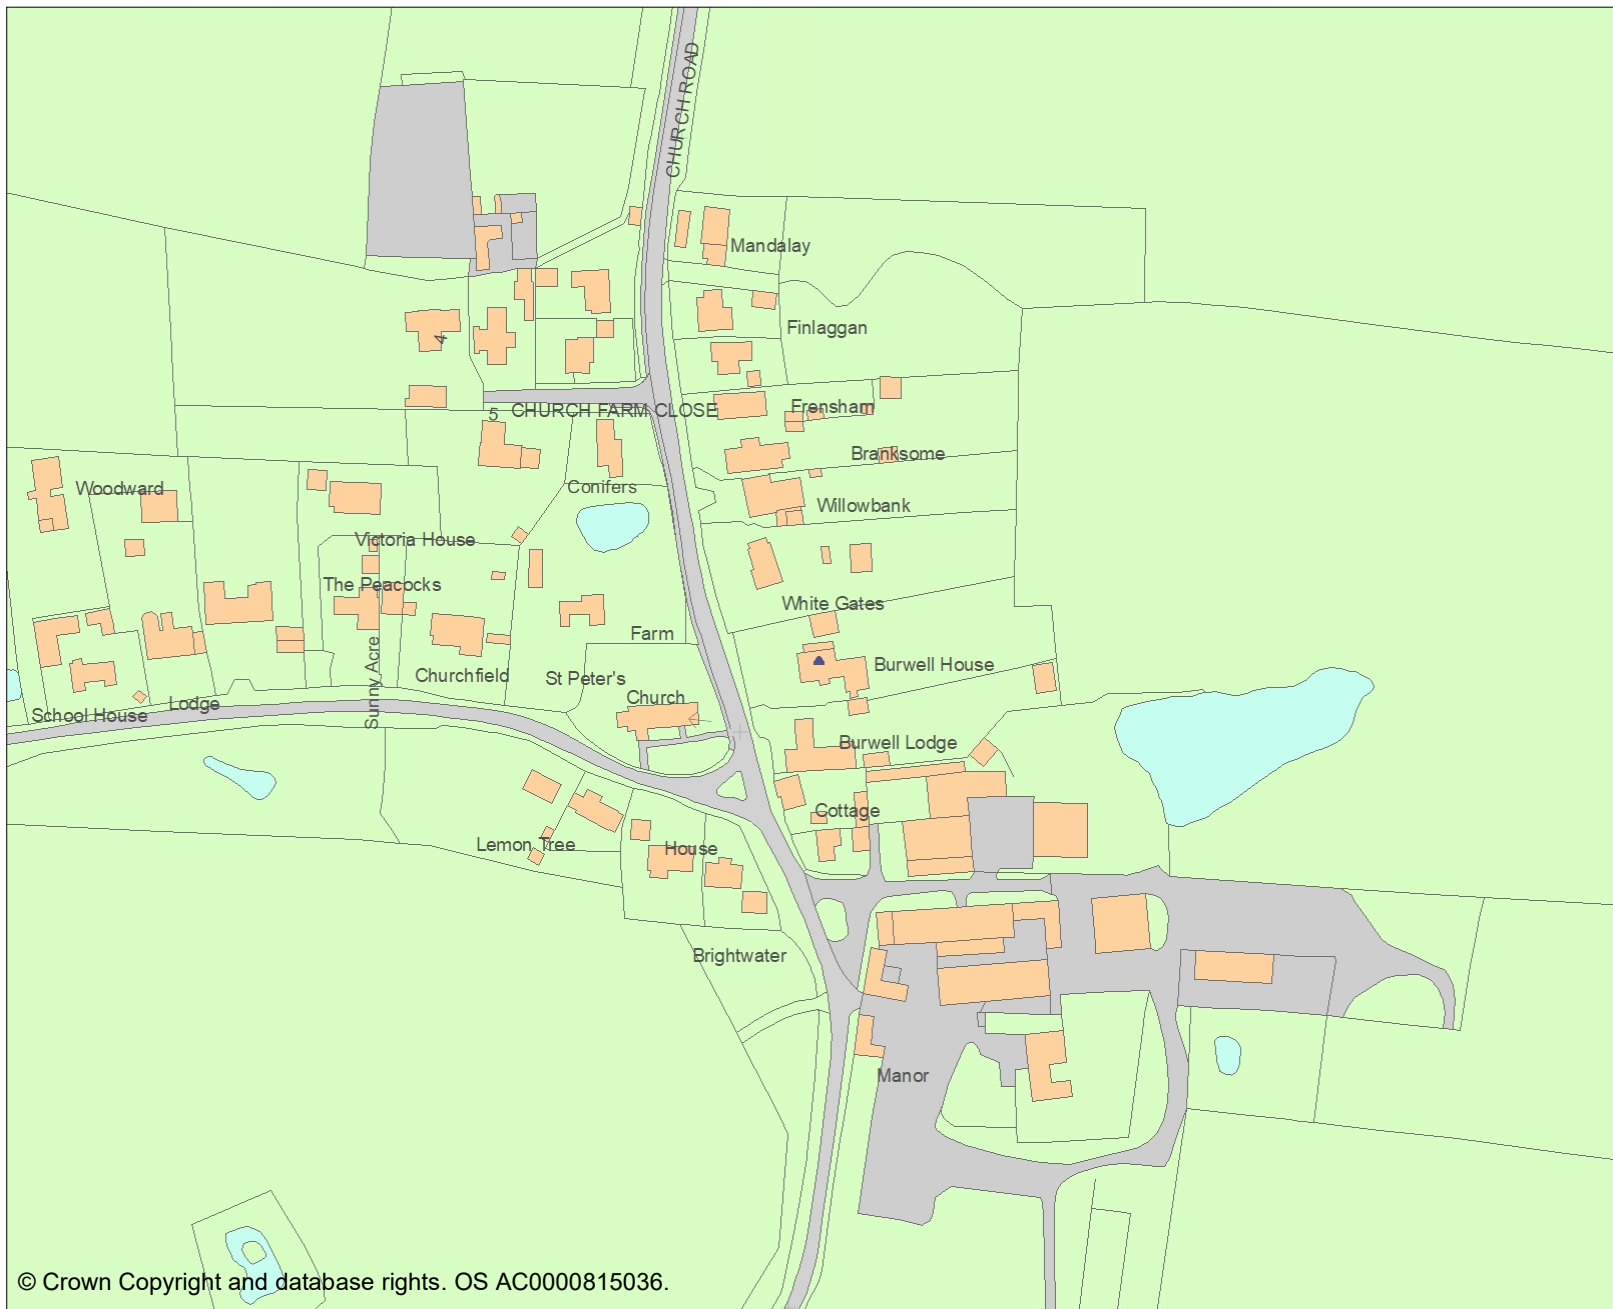 CHURCH ROAD
Mandalay
Finlaggan
4
Frensham
5 CHURCH FARM CLOSE
Branksome
Woodward
Conifers
Willowbank
Victoria House
The Peacocks
White Gates
Farm
Burwell House
Churchfield
St Peter's
Church
Sunny Acre
Lodge
School House
Burwell Lodge
Cottage
Lemon Tree
House
Brightwater
Manor
© Crown Copyright and database rights. OS AC0000815036.